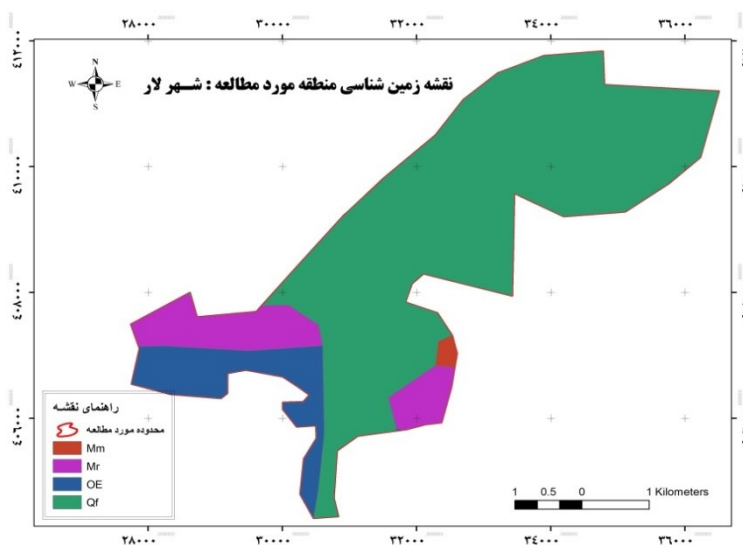 ۲۸۰۰۰ ۳۰۰۰۰ ۳۲۰۰۰ ۳۴۰۰۰ ۳۶۰۰۰
نقشه زمین شناسی منطقه مورد مطالعه : شــهر لار
N
W E
S
۴۱۲۰۰۰
۴۱۰۰۰۰
۴۰۸۰۰۰
۴۰۶۰۰۰
راهنمای نقشـه
محدوده مورد مطالعه
Mm
Mr
OE
Qf
1 0.5 0 1 Kilometers
۲۸۰۰۰ ۳۰۰۰۰ ۳۲۰۰۰ ۳۴۰۰۰ ۳۶۰۰۰